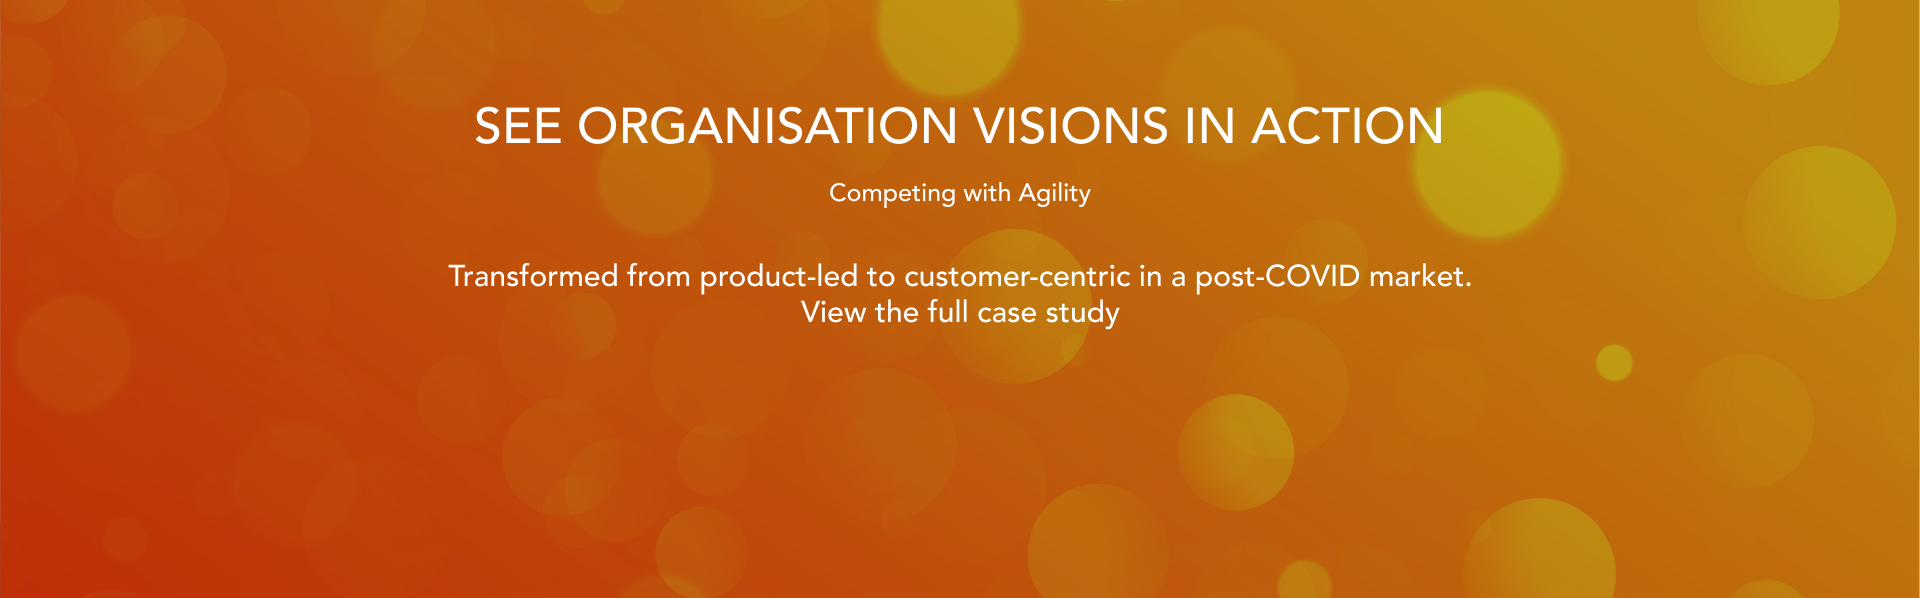 SEE ORGANISATION VISIONS IN ACTION
Competing with Agility
Transformed from product-led to customer-centric in a post-COVID market.
View the full case study